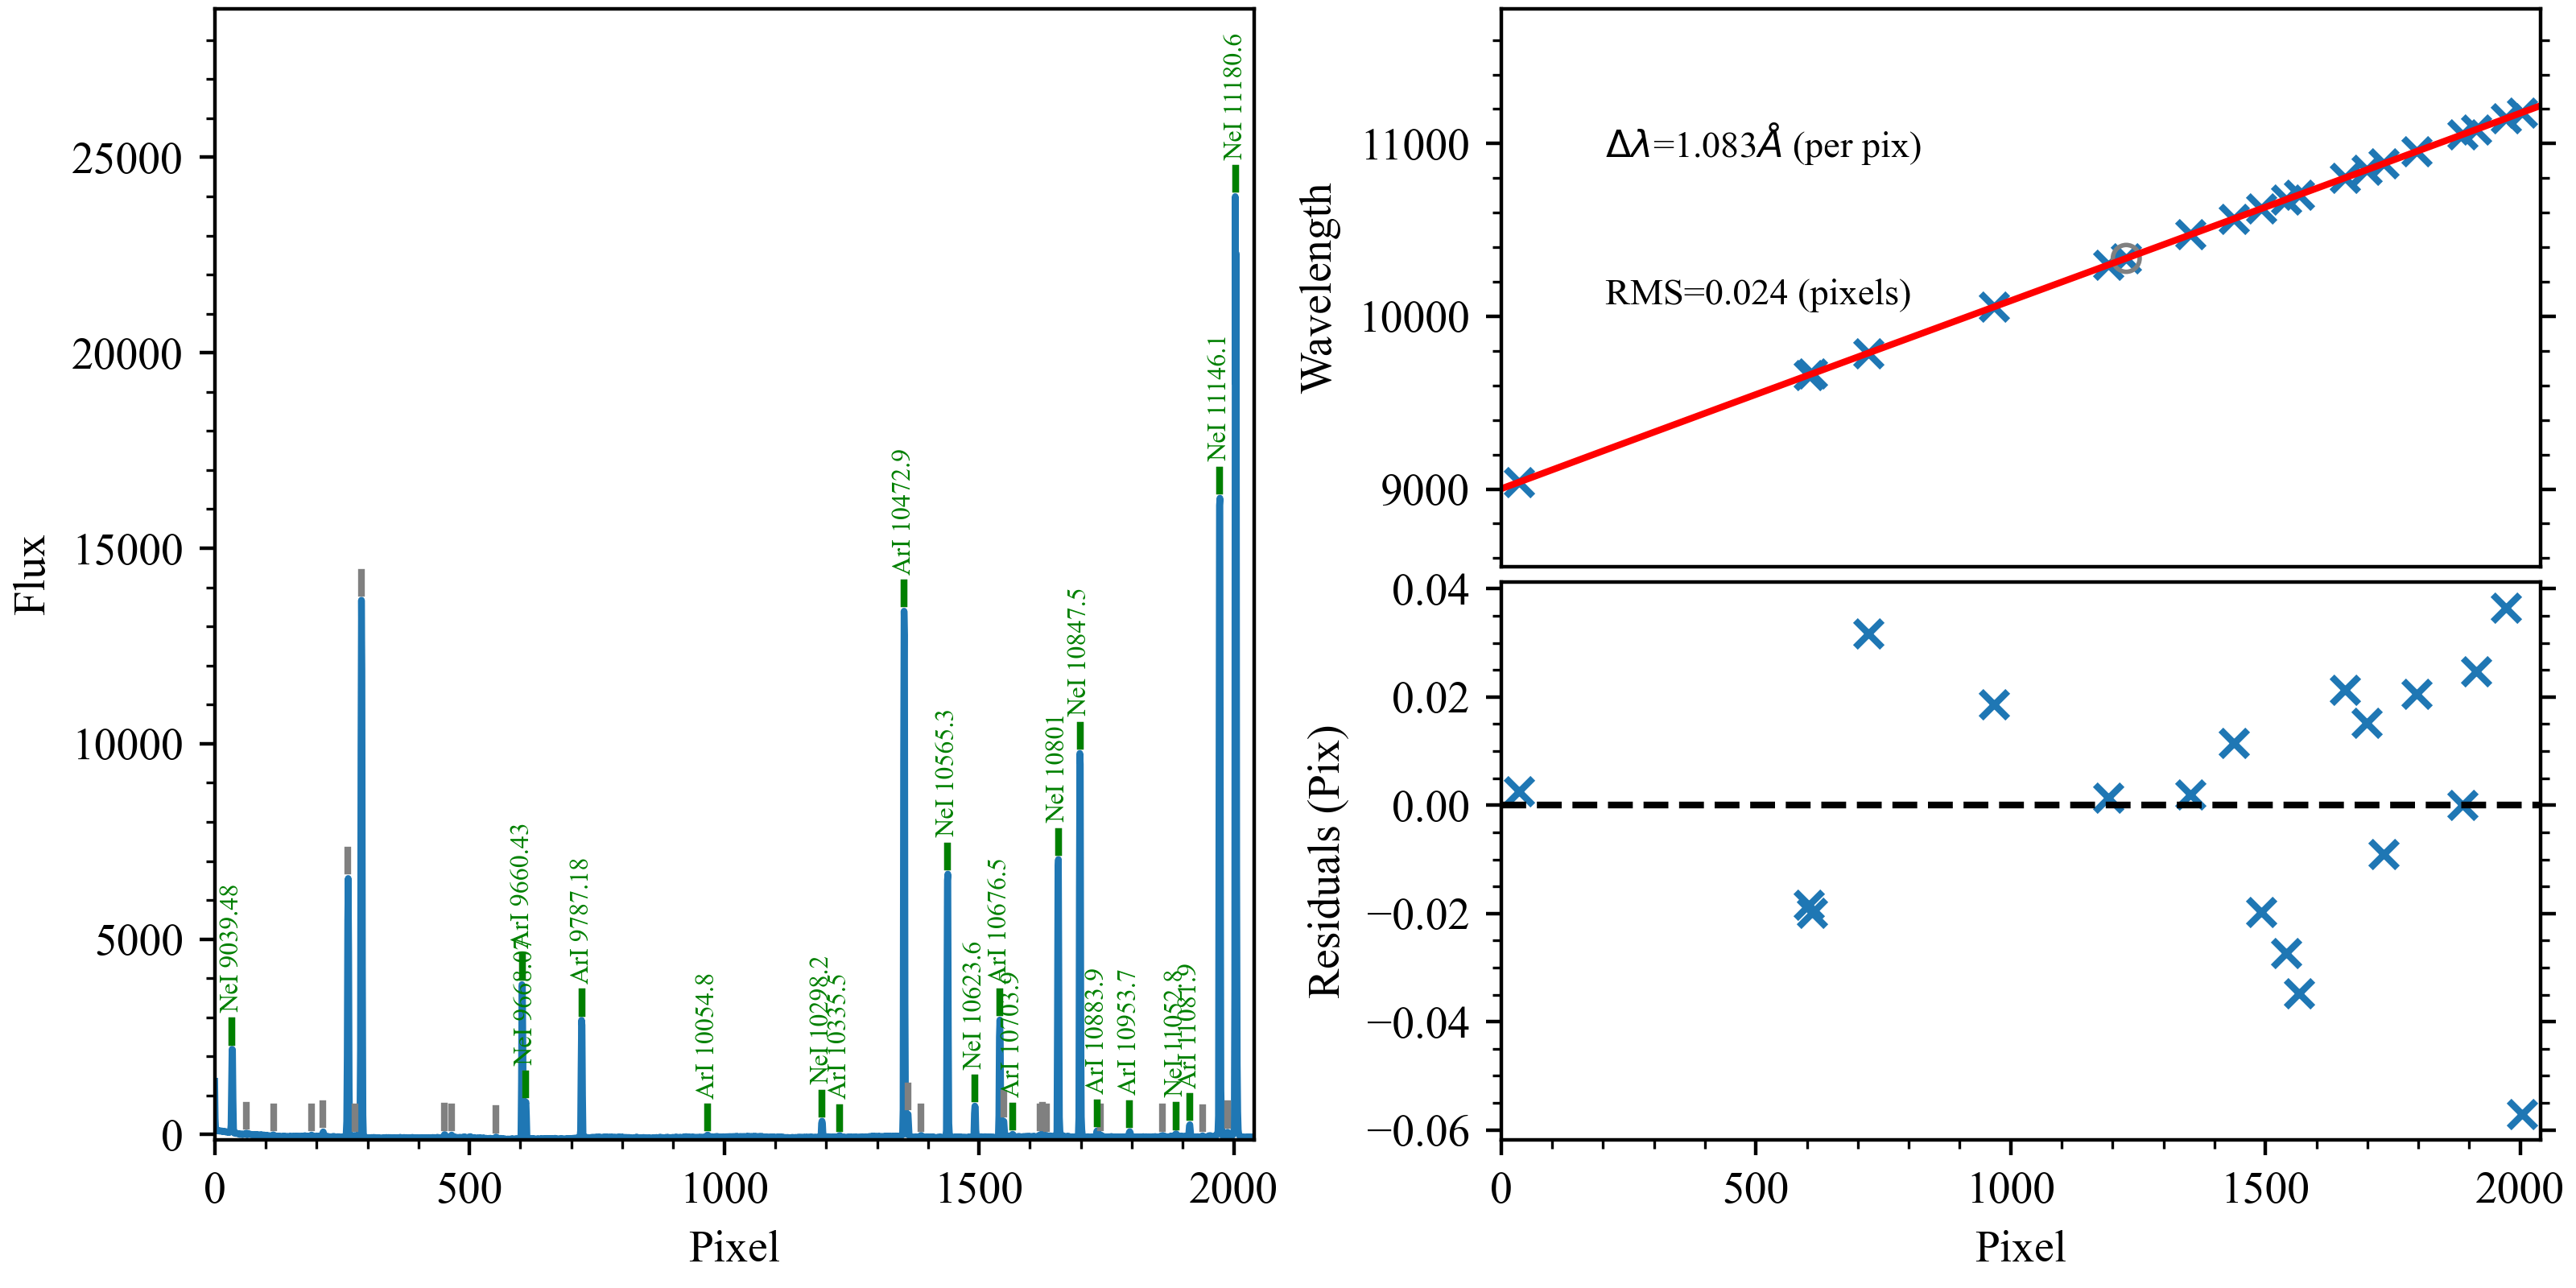 Flux
25000
20000
15000
10000
5000
0
NeI 9039.48
ArI 9660.43
NeI 9668.07
ArI 9787.18
ArI 10054.8
NeI 10298.2
ArI 10335.5
ArI 10472.9
NeI 10565.3
NeI 10623.6
ArI 10676.5
ArI 10703.9
NeI 10801
NeI 10847.5
ArI 10883.9
ArI 10953.7
NeI 11052.8
ArI 11081.9
NeI 11146.1
NeI 11180.6
0 500 1000 1500 2000
Pixel
Wavelength
11000
10000
9000
Δλ=1.083Å (per pix)
RMS=0.024 (pixels)
Residuals (Pix)
0.04
0.02
0.00
−0.02
−0.04
−0.06
0 500 1000 1500 2000
Pixel